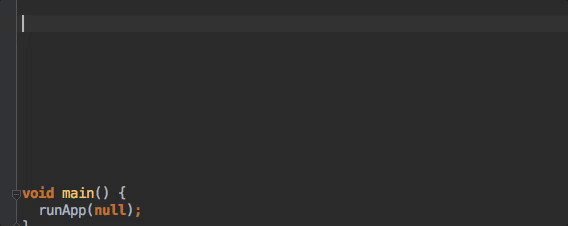 void main() {
  runApp(null);
}